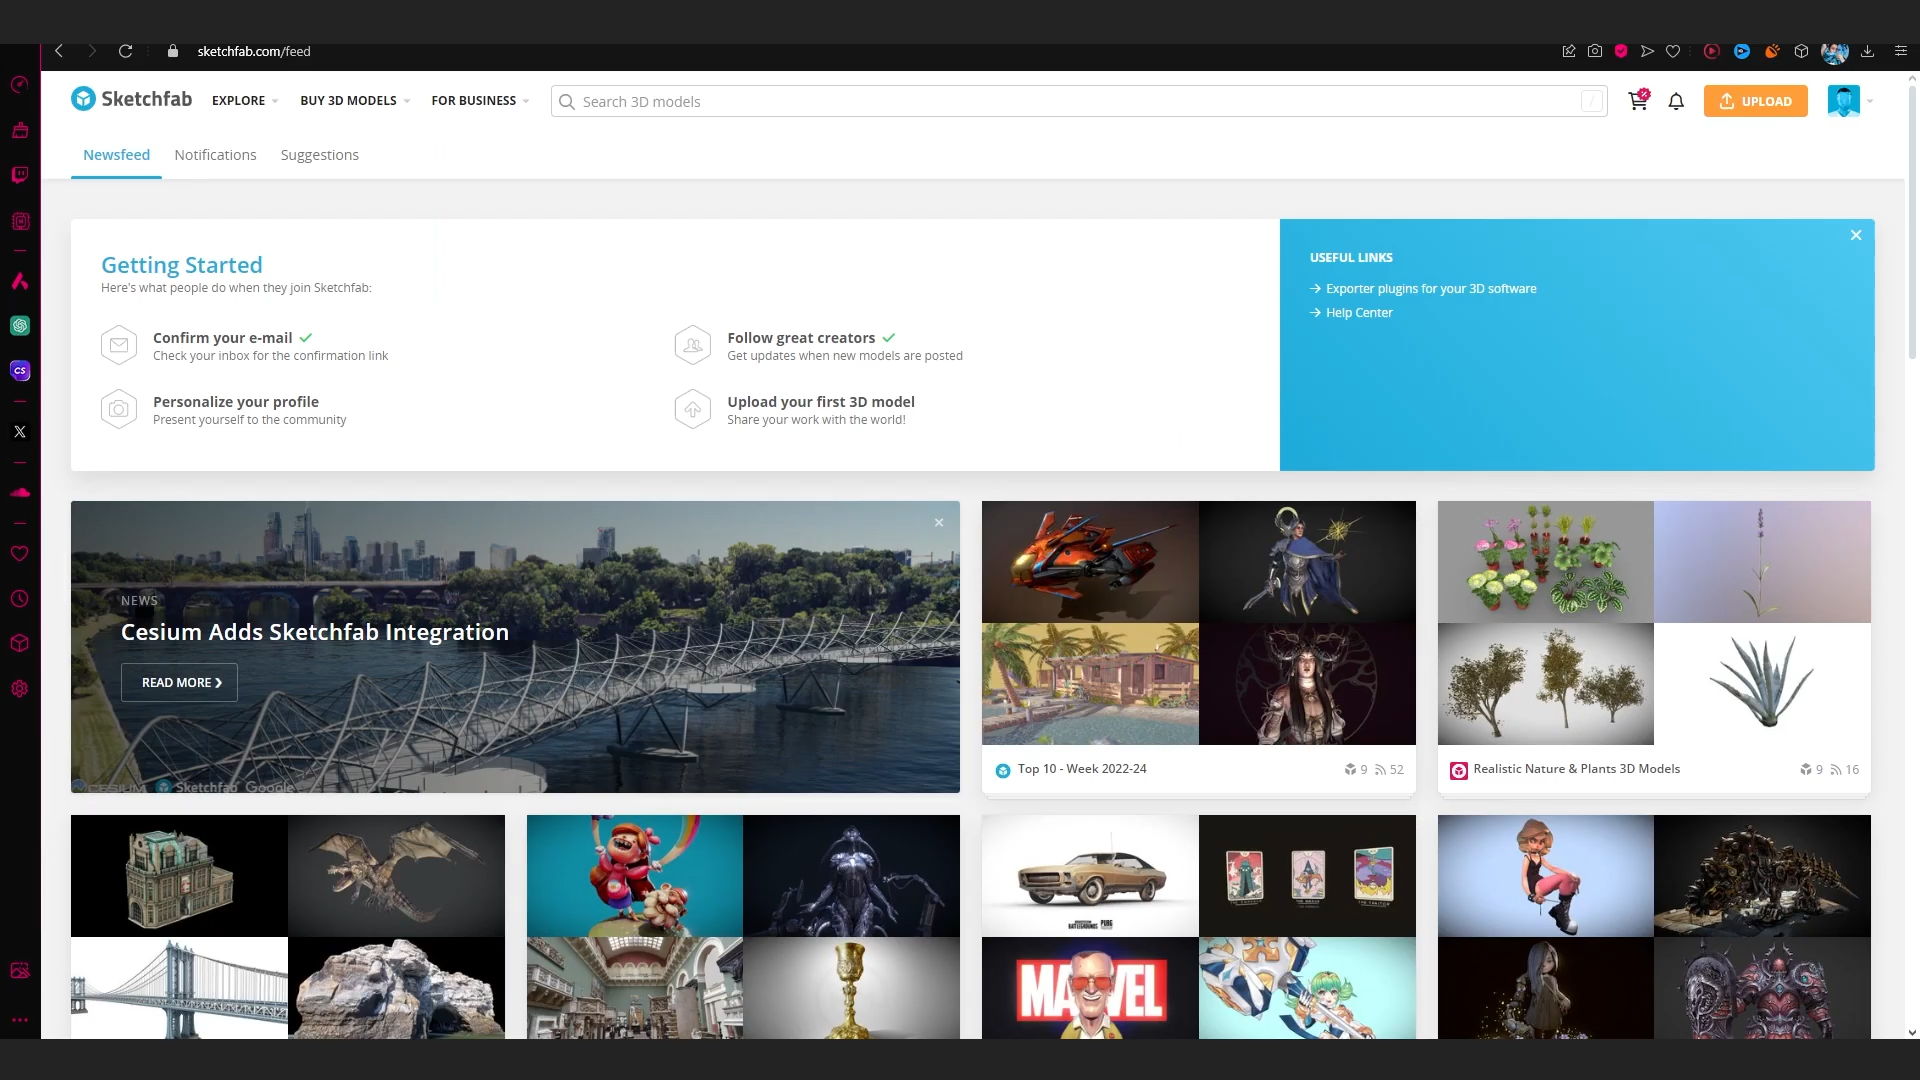 sketchfab.com/feed
Sketchfab
EXPLORE
BUY 3D MODELS
FOR BUSINESS
Search 3D models
/
UPLOAD
Newsfeed
Notifications
Suggestions
Getting Started
Here's what people do when they join Sketchfab:
Confirm your e-mail
Check your inbox for the confirmation link
Follow great creators
Get updates when new models are posted
Personalize your profile
Present yourself to the community
Upload your first 3D model
Share your work with the world!
USEFUL LINKS
→ Exporter plugins for your 3D software
→ Help Center
CS
X
NEWS
Cesium Adds Sketchfab Integration
READ MORE ❯
CESIUM Sketchfab Google
Top 10 - Week 2022-24
9 52
Realistic Nature & Plants 3D Models
9 16
BATTLEGROUNDS PUBG
MARVEL